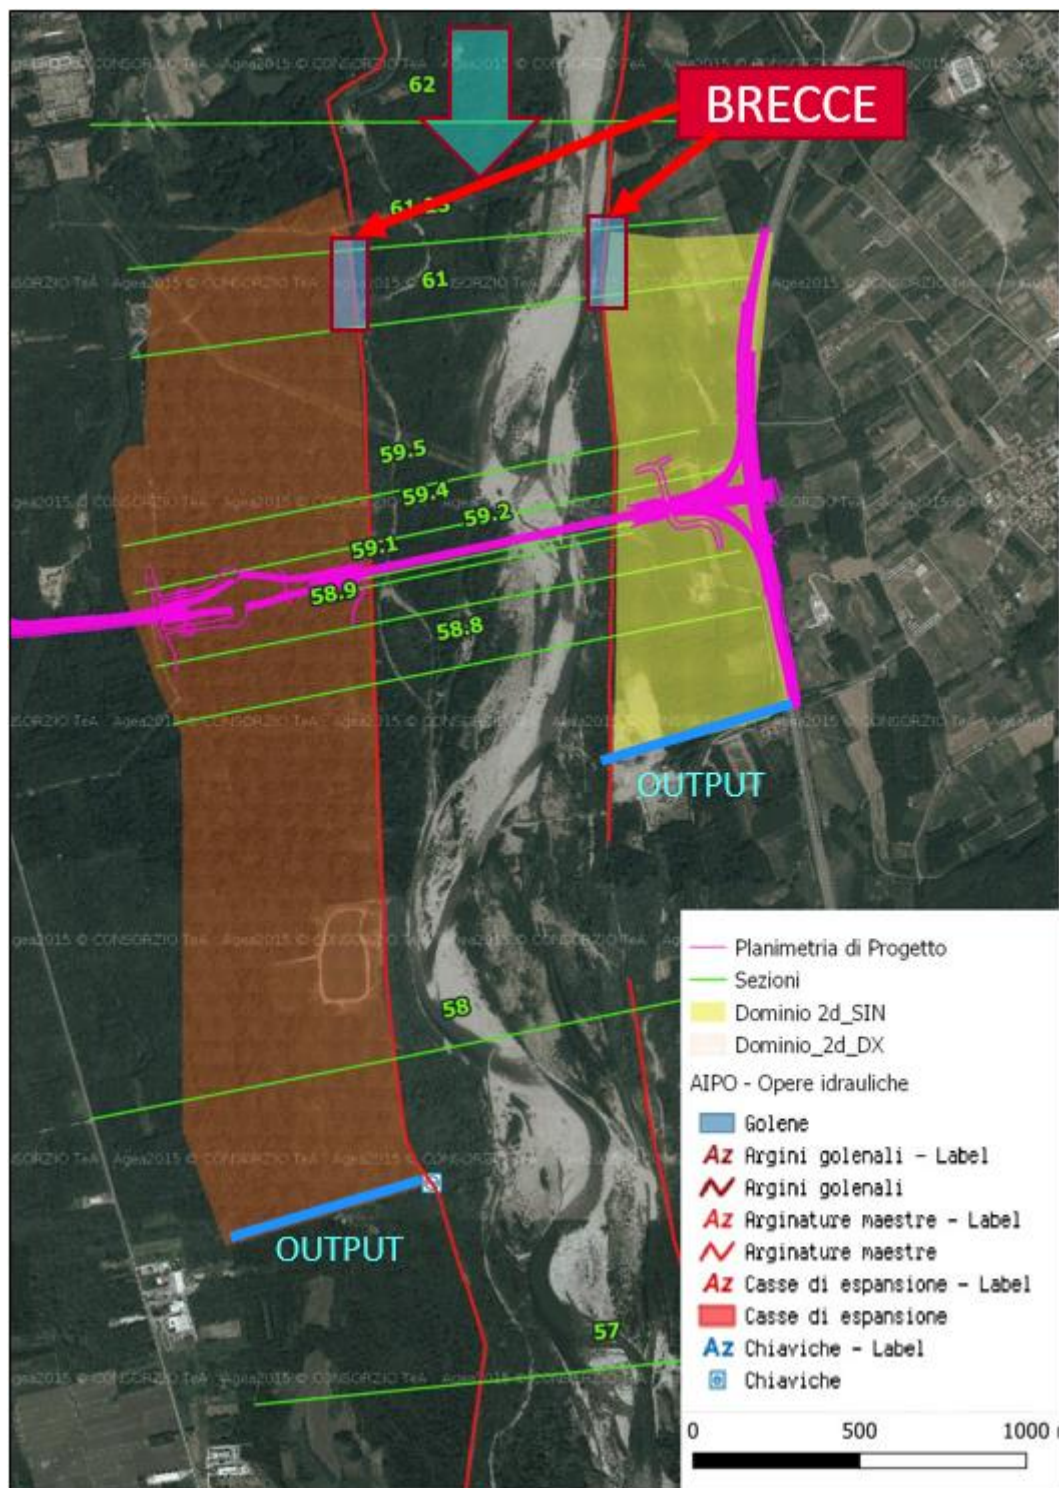 62
BRECCE
61
59.5
59.4
59.2
59.1
58.9
58.8
OUTPUT
58
OUTPUT
57
Agea2015 © CONSORZIO TeA
Planimetria di Progetto
Sezioni
Dominio 2d_SIN
Dominio_2d_DX
AIPO - Opere idrauliche
Golene
Az Argini golenali - Label
Argini golenali
Az Arginature maestre - Label
Arginature maestre
Az Casse di espansione - Label
Casse di espansione
Az Chiaviche - Label
Chiaviche
0 500 1000